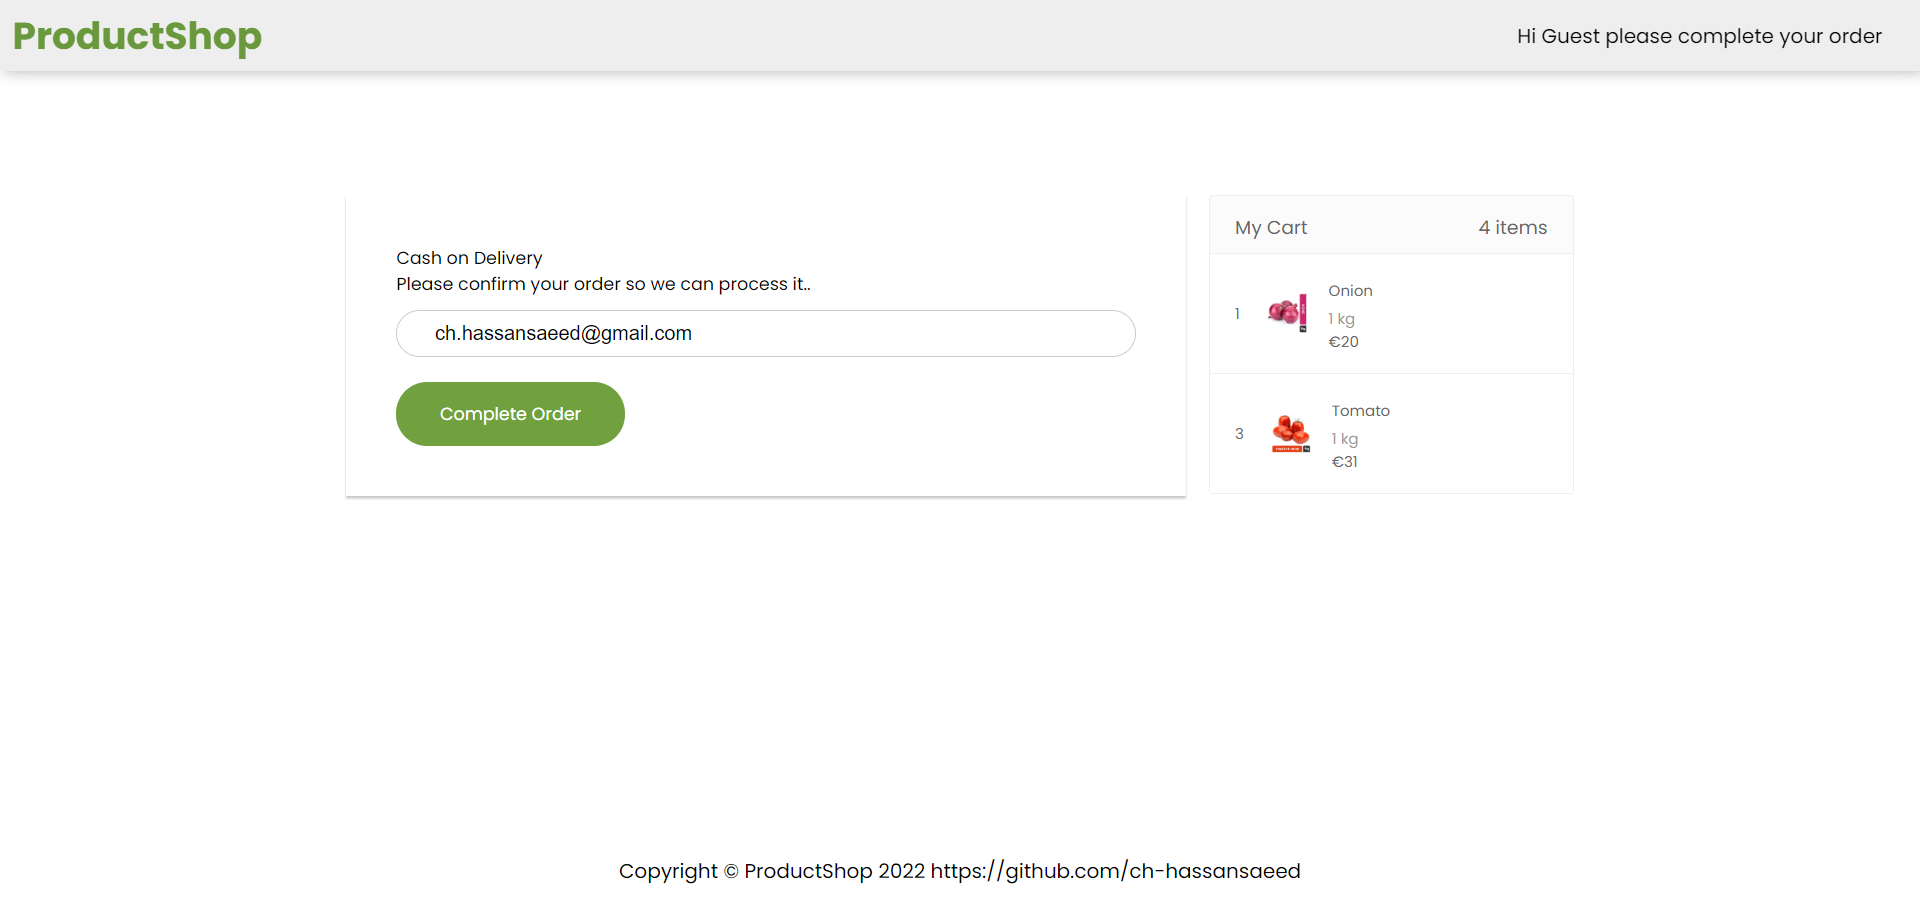 ProductShop
Hi Guest please complete your order
Cash on Delivery
Please confirm your order so we can process it..
ch.hassansaeed@gmail.com
Complete Order
My Cart
4 items
1
Onion
1 kg
€20
3
Tomato
1 kg
€31
Copyright © ProductShop 2022 https://github.com/ch-hassansaeed